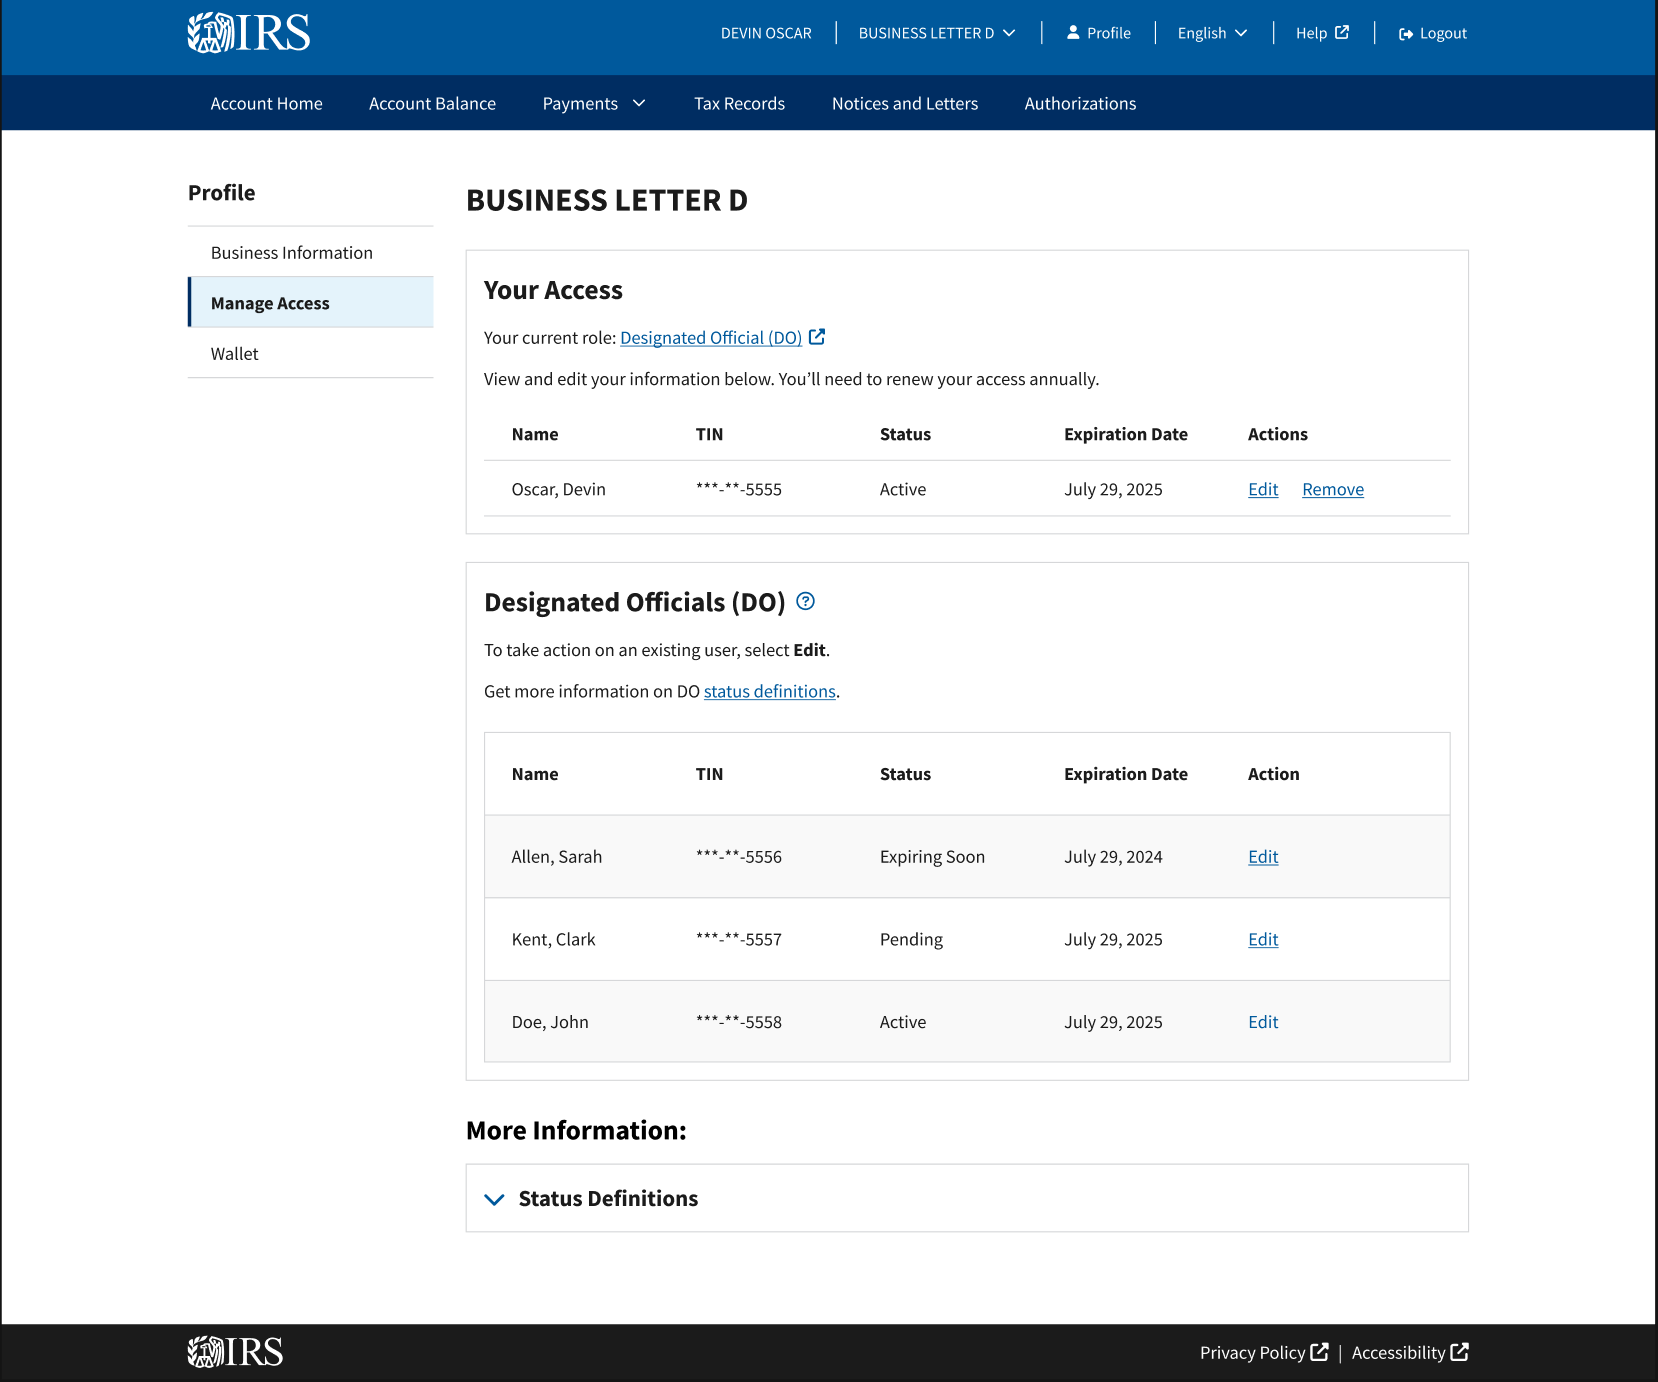 IRS
DEVIN OSCAR BUSINESS LETTER D Profile English Help Logout
Account Home Account Balance Payments Tax Records Notices and Letters Authorizations
Profile
Business Information
Manage Access
Wallet
BUSINESS LETTER D
Your Access
Your current role: Designated Official (DO)
View and edit your information below. You’ll need to renew your access annually.
Name TIN Status Expiration Date Actions
Oscar, Devin ***-**-5555 Active July 29, 2025 Edit Remove
Designated Officials (DO) ?
To take action on an existing user, select Edit.
Get more information on DO status definitions.
Name TIN Status Expiration Date Action
Allen, Sarah ***-**-5556 Expiring Soon July 29, 2024 Edit
Kent, Clark ***-**-5557 Pending July 29, 2025 Edit
Doe, John ***-**-5558 Active July 29, 2025 Edit
More Information:
Status Definitions
IRS
Privacy Policy | Accessibility